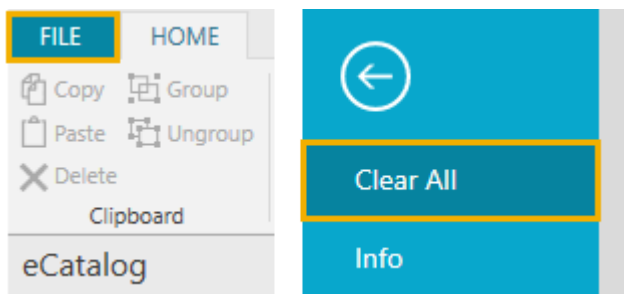 FILE HOME
Copy Group
Paste Ungroup
Delete
Clipboard
eCatalog
Clear All
Info